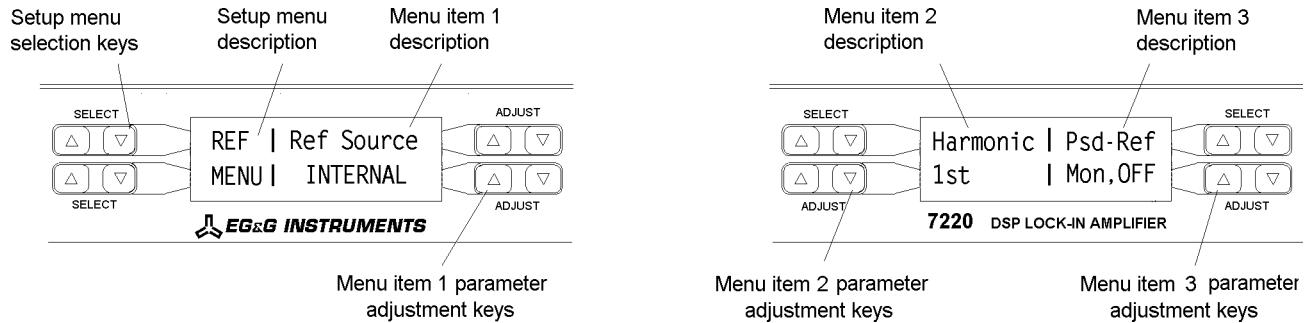 Setup menu
selection keys
Setup menu
description
Menu item 1
description
SELECT
ADJUST
REF | Ref Source
MENU | INTERNAL
SELECT
ADJUST
EG&G INSTRUMENTS
Menu item 1 parameter
adjustment keys
Menu item 2
description
Menu item 3
description
SELECT
SELECT
Harmonic | Psd-Ref
1st | Mon,OFF
ADJUST
ADJUST
7220 DSP LOCK-IN AMPLIFIER
Menu item 2 parameter
adjustment keys
Menu item 3 parameter
adjustment keys